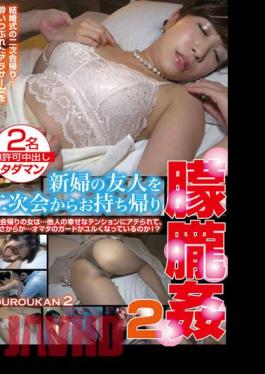 結婚式の二次会帰り…
酔いつぶれたアラサー女を
2名
許可中出し
タダマン
新婦の友人を
二次会からお持ち帰り
会帰りの女は…他人の幸せなテンションにアテられて、
さからか…オマタのガードがユルくなっているのか!?
朦朧姦
2
OUROUKAN 2